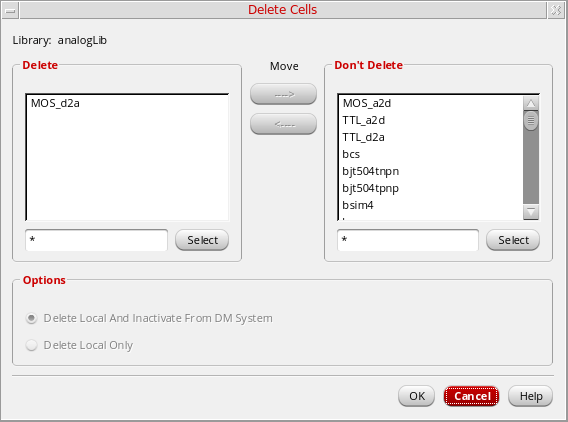 Delete Cells
Library: analogLib
Delete
MOS_d2a
*
Select
Move
---->
<----
Don't Delete
MOS_a2d
TTL_a2d
TTL_d2a
bcs
bjt504tnpn
bjt504tpnp
bsim4
*
Select
Options
Delete Local And Inactivate From DM System
Delete Local Only
OK
Cancel
Help